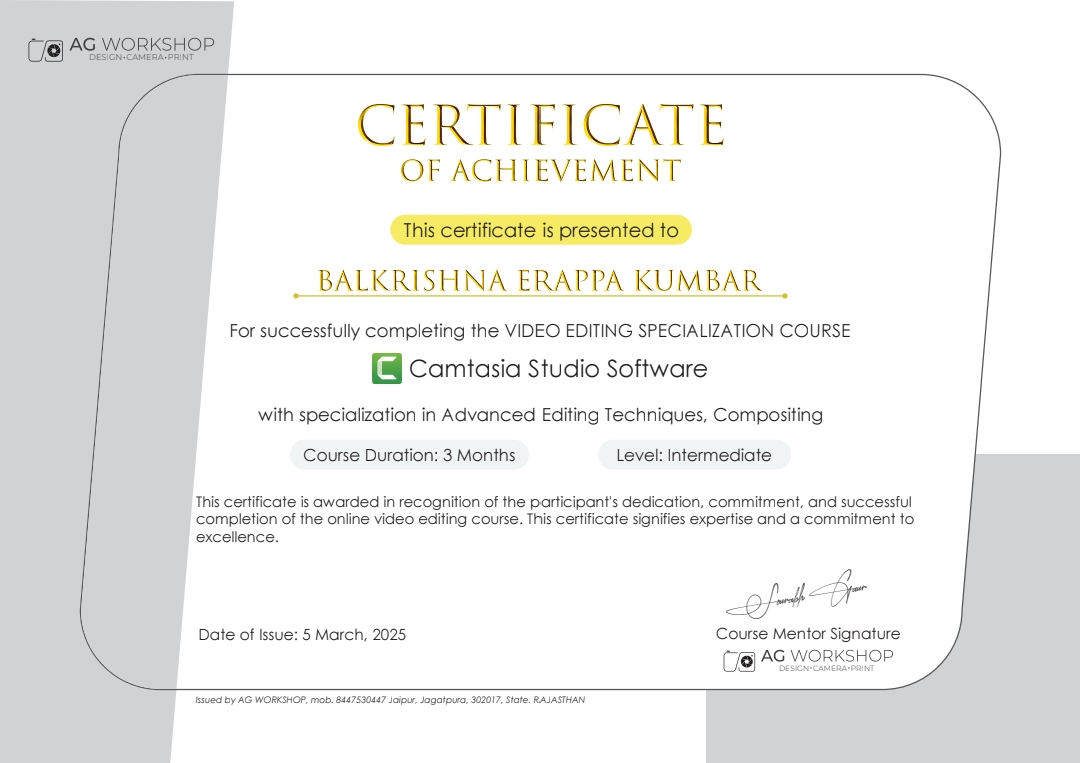 AG WORKSHOP
DESIGN•CAMERA•PRINT
CERTIFICATE
OF ACHIEVEMENT
This certificate is presented to
BALKRISHNA ERAPPA KUMBAR
For successfully completing the VIDEO EDITING SPECIALIZATION COURSE
Camtasia Studio Software
with specialization in Advanced Editing Techniques, Compositing
Course Duration: 3 Months
Level: Intermediate
This certificate is awarded in recognition of the participant's dedication, commitment, and successful
completion of the online video editing course. This certificate signifies expertise and a commitment to
excellence.
Saurabh Gaur
Date of Issue: 5 March, 2025
Course Mentor Signature
AG WORKSHOP
DESIGN•CAMERA•PRINT
Issued by AG WORKSHOP, mob. 8447530447 Jaipur, Jagatpura, 302017, State. RAJASTHAN